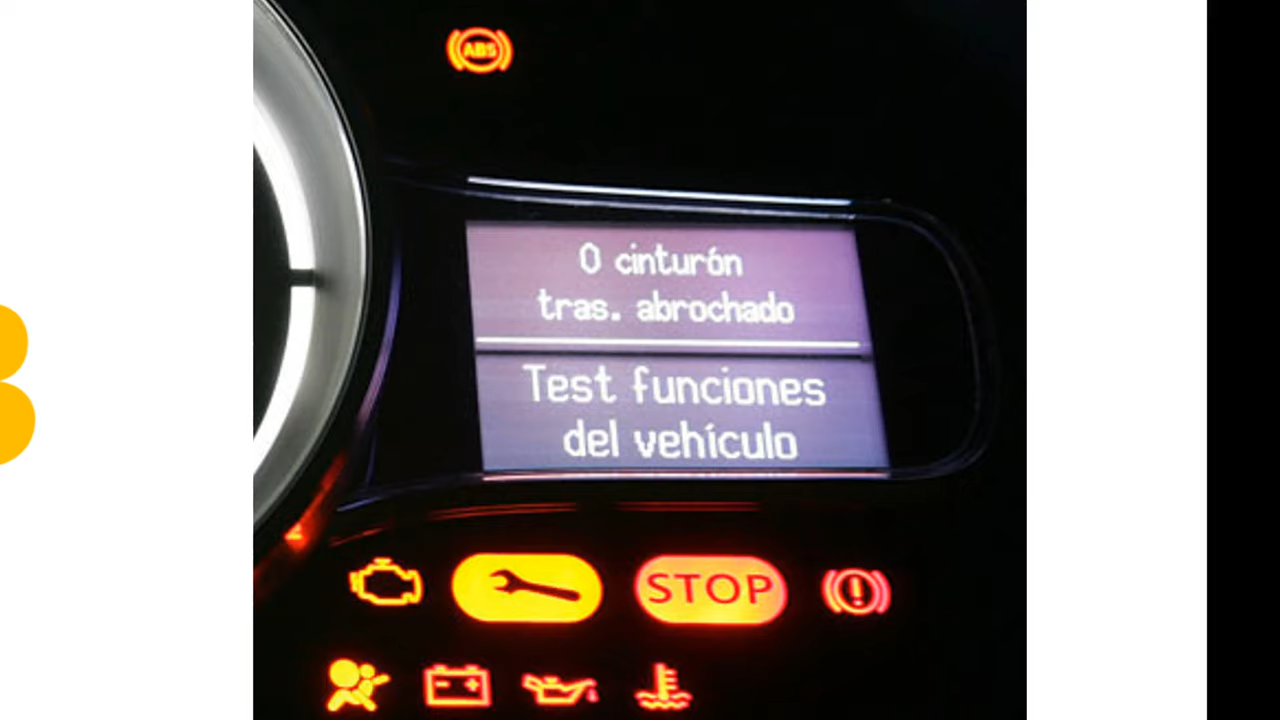 ABS
0 cinturón
tras. abrochado
Test funciones
del vehículo
STOP